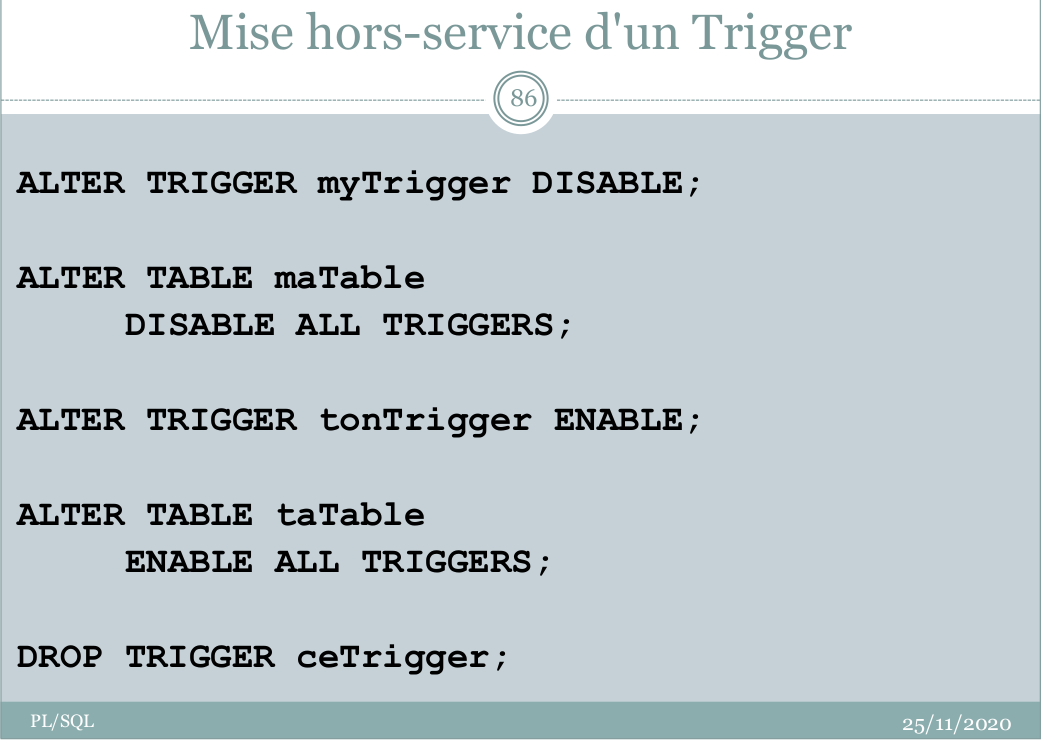 Mise hors-service d'un Trigger
86
ALTER TRIGGER myTrigger DISABLE;
ALTER TABLE maTable
DISABLE ALL TRIGGERS;
ALTER TRIGGER tonTrigger ENABLE;
ALTER TABLE taTable
ENABLE ALL TRIGGERS;
DROP TRIGGER ceTrigger;
PL/SQL
25/11/2020